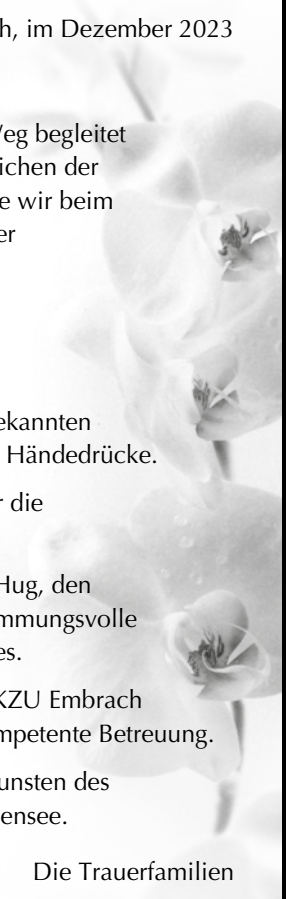 h, im Dezember 2023
Weg begleitet
ichen der
e wir beim
er
ekannten
Händedrücke.
r die
Hug, den
mmungsvolle
es.
KZU Embrach
mpetente Betreuung.
unsten des
ensee.
Die Trauerfamilien